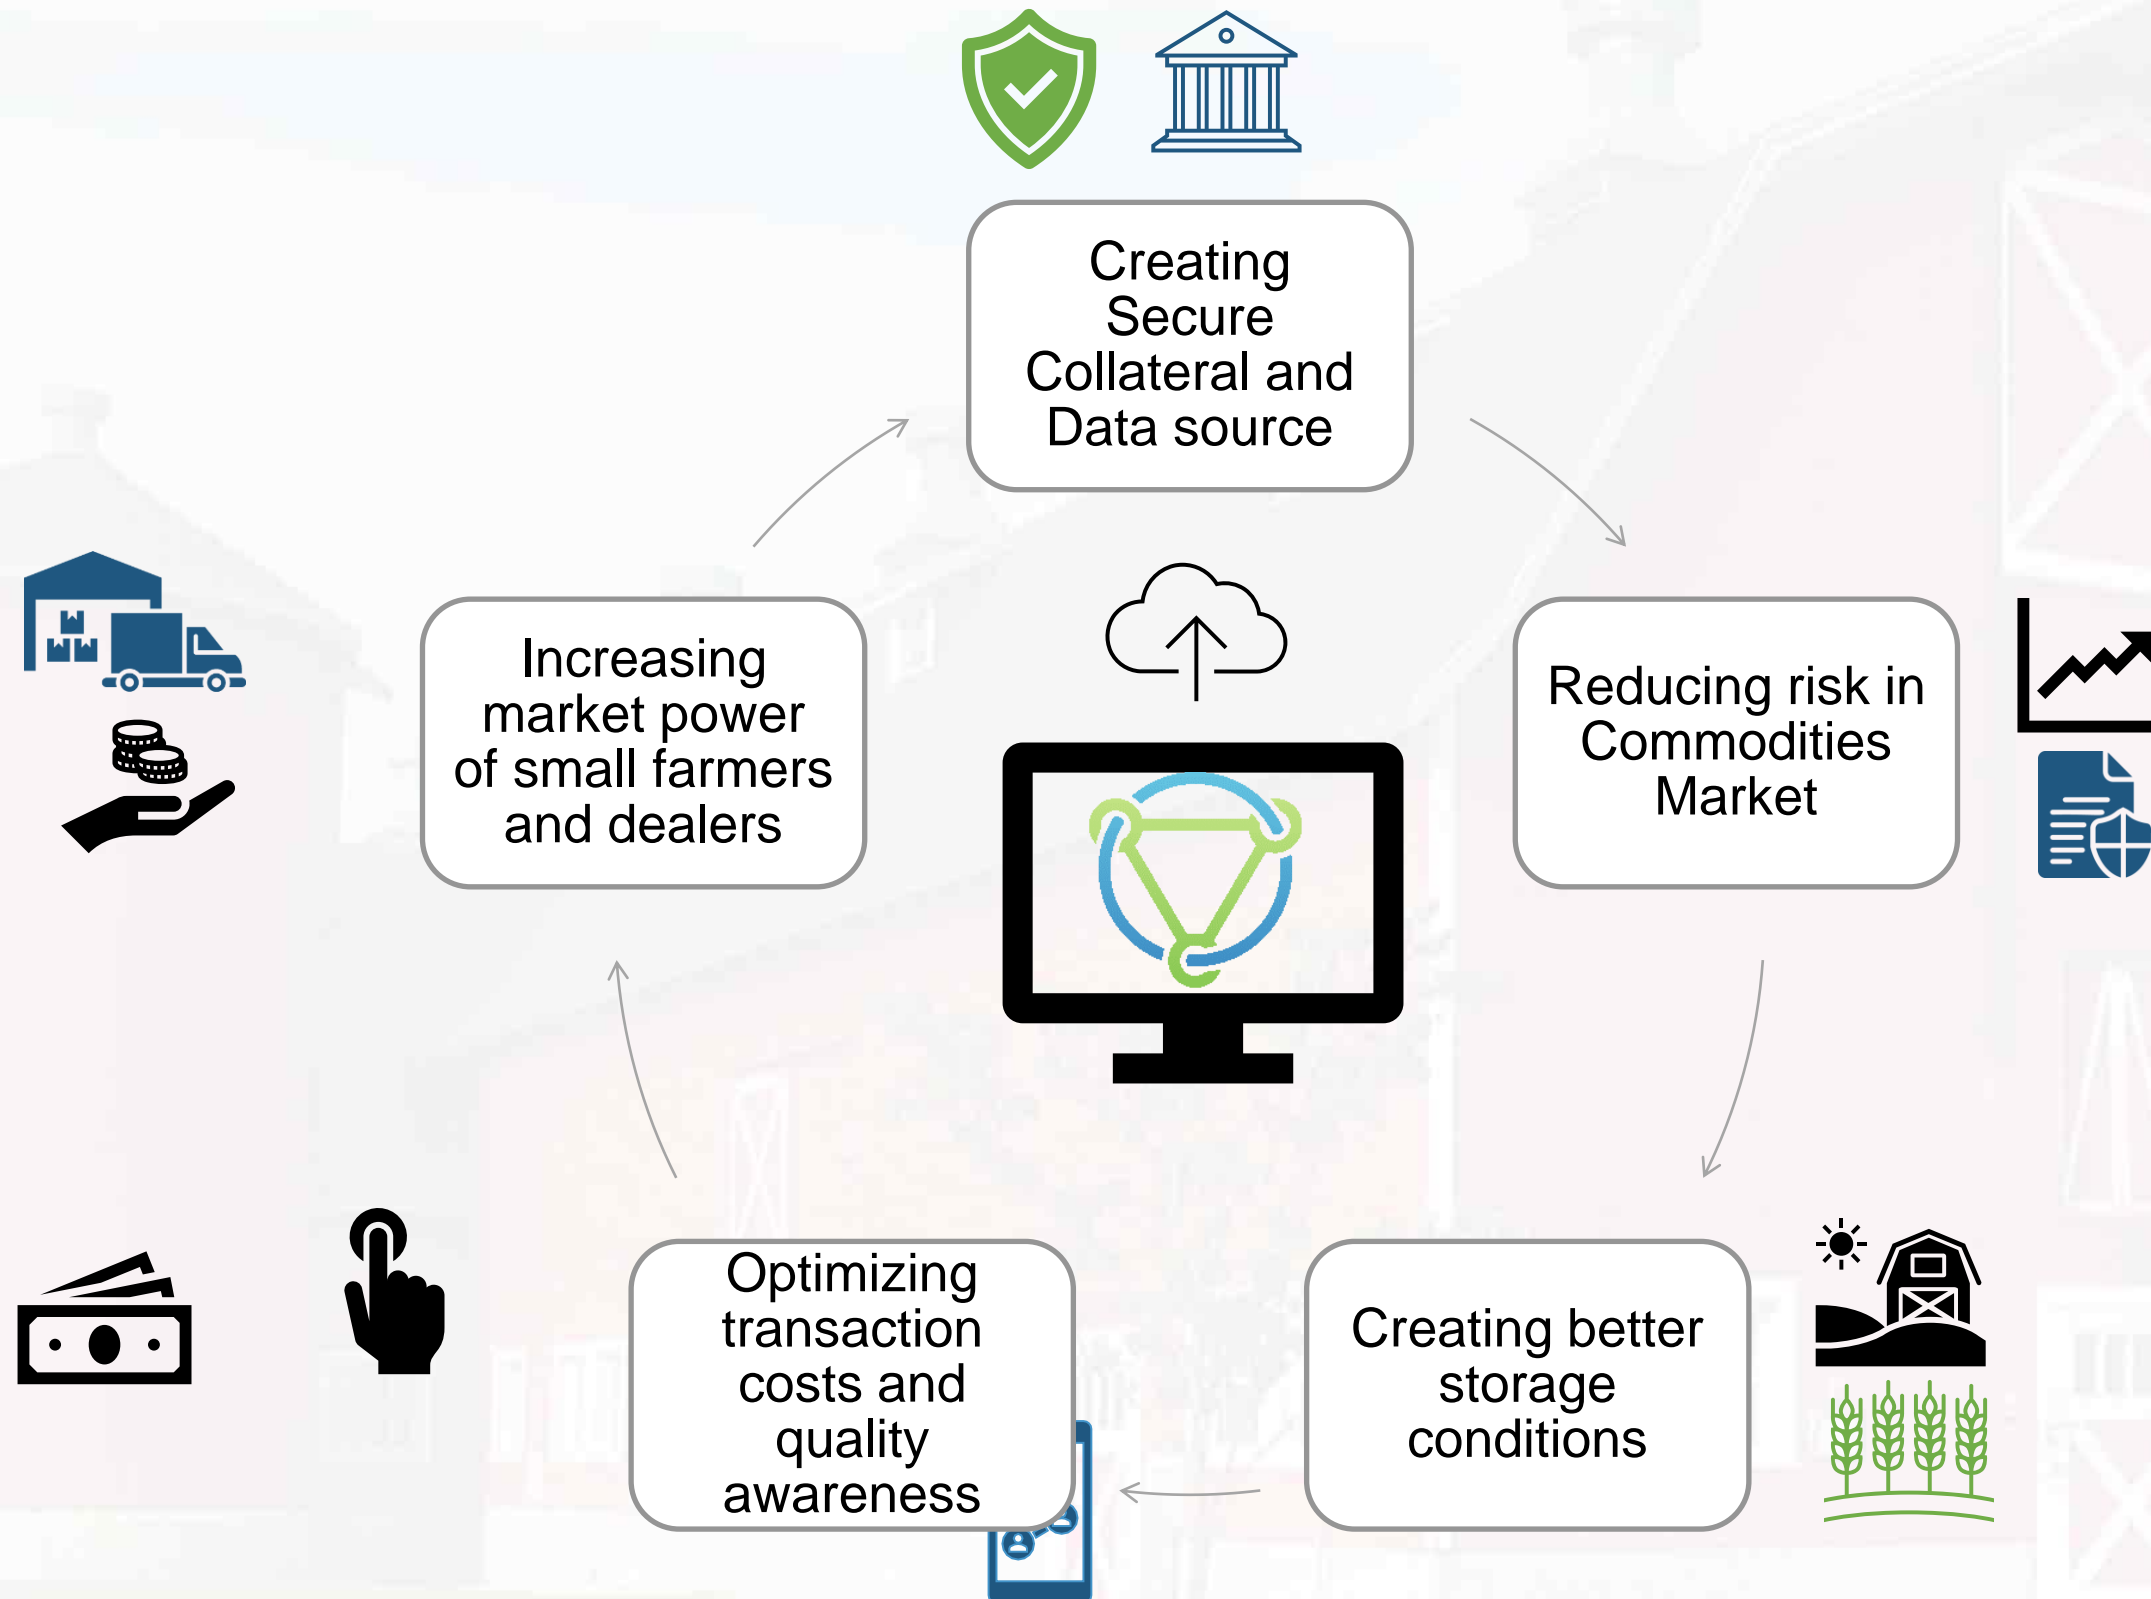 Creating
Secure
Collateral and
Data source
Increasing
market power
of small farmers
and dealers
Reducing risk in
Commodities
Market
Optimizing
transaction
costs and
quality
awareness
Creating better
storage
conditions